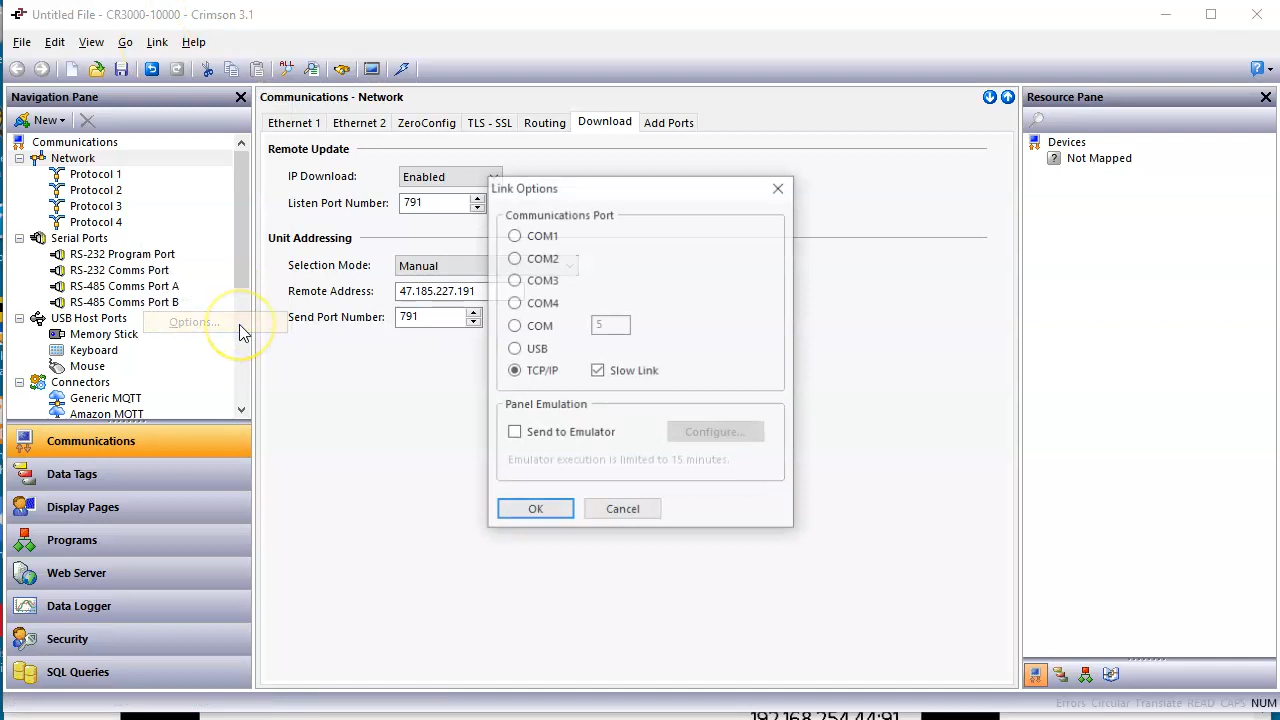 Untitled File - CR3000-10000 - Crimson 3.1
File Edit View Go Link Help
Navigation Pane
New
Communications
Network
Protocol 1
Protocol 2
Protocol 3
Protocol 4
Serial Ports
RS-232 Program Port
RS-232 Comms Port
RS-485 Comms Port A
RS-485 Comms Port B
USB Host Ports
Options...
Memory Stick
Keyboard
Mouse
Connectors
Generic MQTT
Amazon MQTT
Communications
Data Tags
Display Pages
Programs
Web Server
Data Logger
Security
SQL Queries
Communications - Network
Ethernet 1 Ethernet 2 ZeroConfig TLS - SSL Routing Download Add Ports
Remote Update
IP Download: Enabled
Listen Port Number: 791
Unit Addressing
Selection Mode: Manual
Remote Address: 47.185.227.191
Send Port Number: 791
Link Options
Communications Port
COM1
COM2
COM3
COM4
COM 5
USB
TCP/IP Slow Link
Panel Emulation
Send to Emulator Configure...
Emulator execution is limited to 15 minutes.
OK Cancel
Resource Pane
Devices
Not Mapped
Errors Circular Translate READ CAPS NUM
192.168.254.44:91